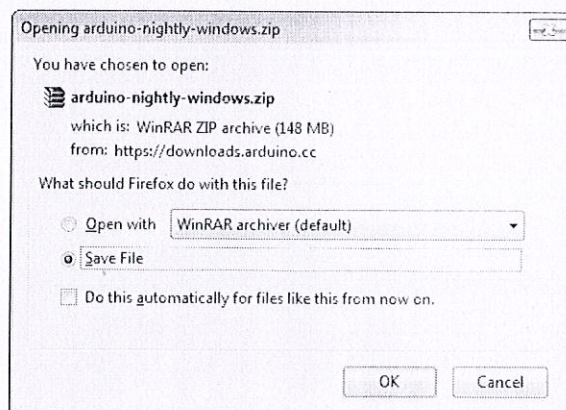 Opening arduino-nightly-windows.zip
You have chosen to open:
arduino-nightly-windows.zip
which is: WinRAR ZIP archive (148 MB)
from: https://downloads.arduino.cc
What should Firefox do with this file?
Open with WinRAR archiver (default)
Save File
Do this automatically for files like this from now on.
OK Cancel